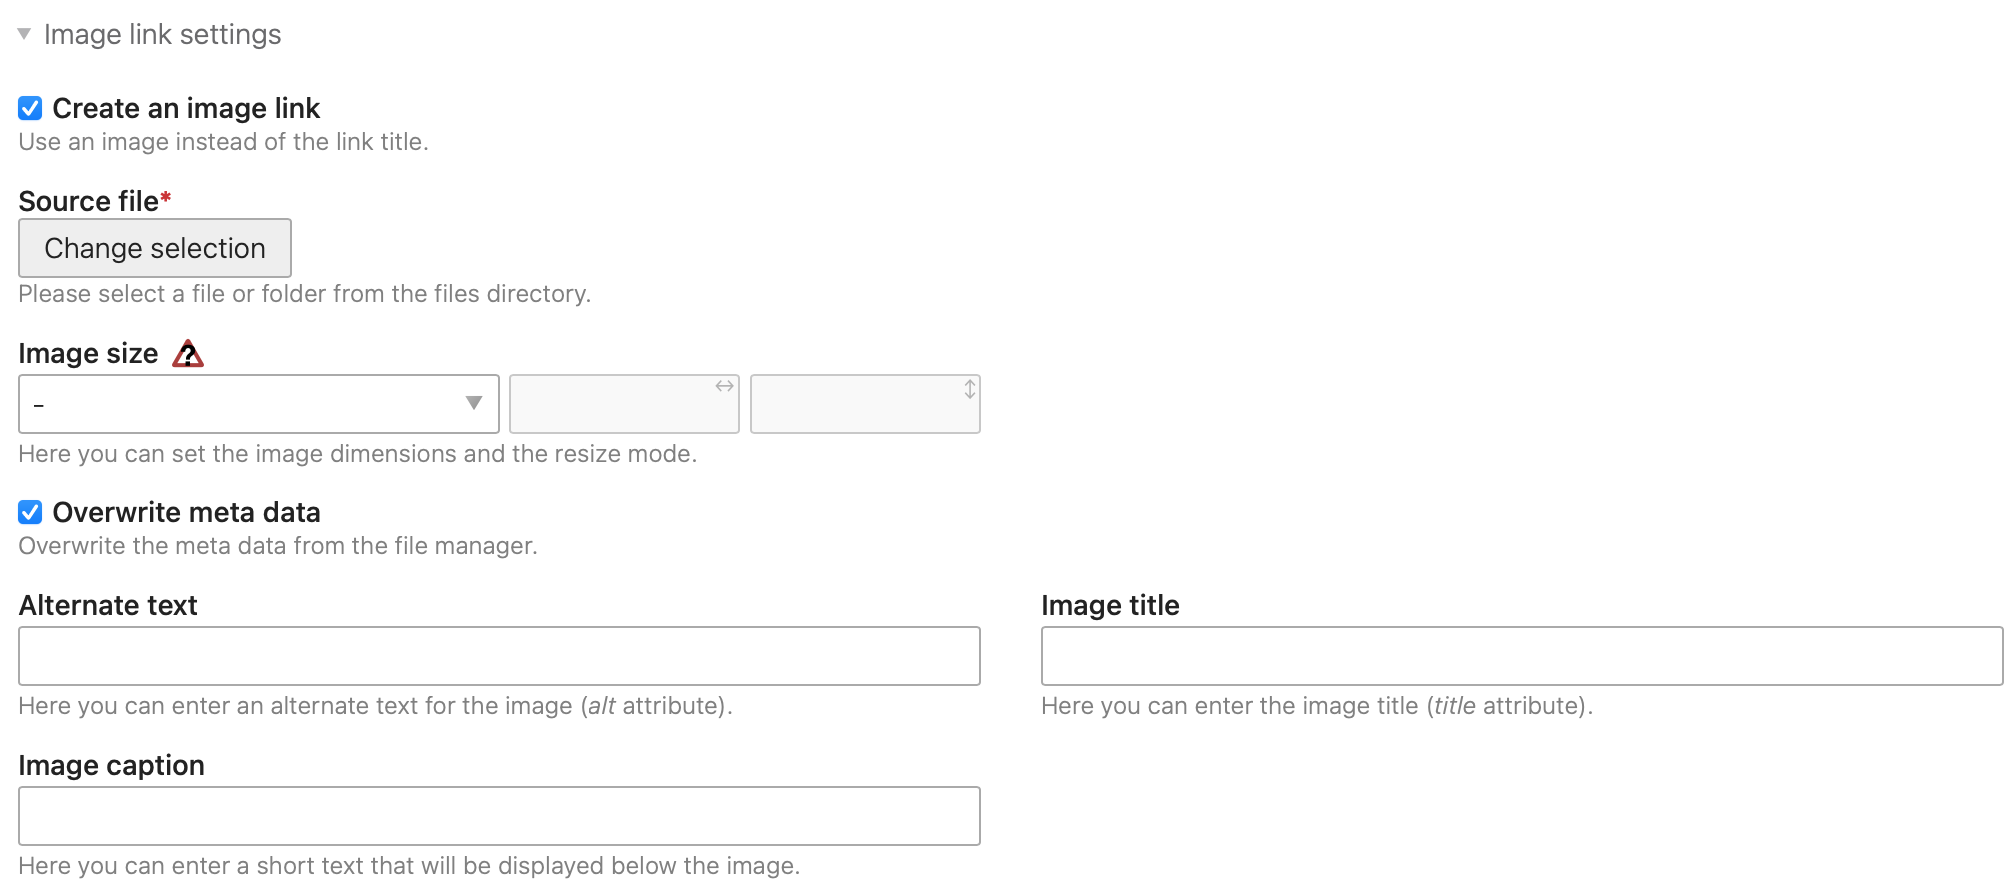 Image link settings
Create an image link
Use an image instead of the link title.
Source file*
Change selection
Please select a file or folder from the files directory.
Image size
-
Here you can set the image dimensions and the resize mode.
Overwrite meta data
Overwrite the meta data from the file manager.
Alternate text
Here you can enter an alternate text for the image (alt attribute).
Image title
Here you can enter the image title (title attribute).
Image caption
Here you can enter a short text that will be displayed below the image.